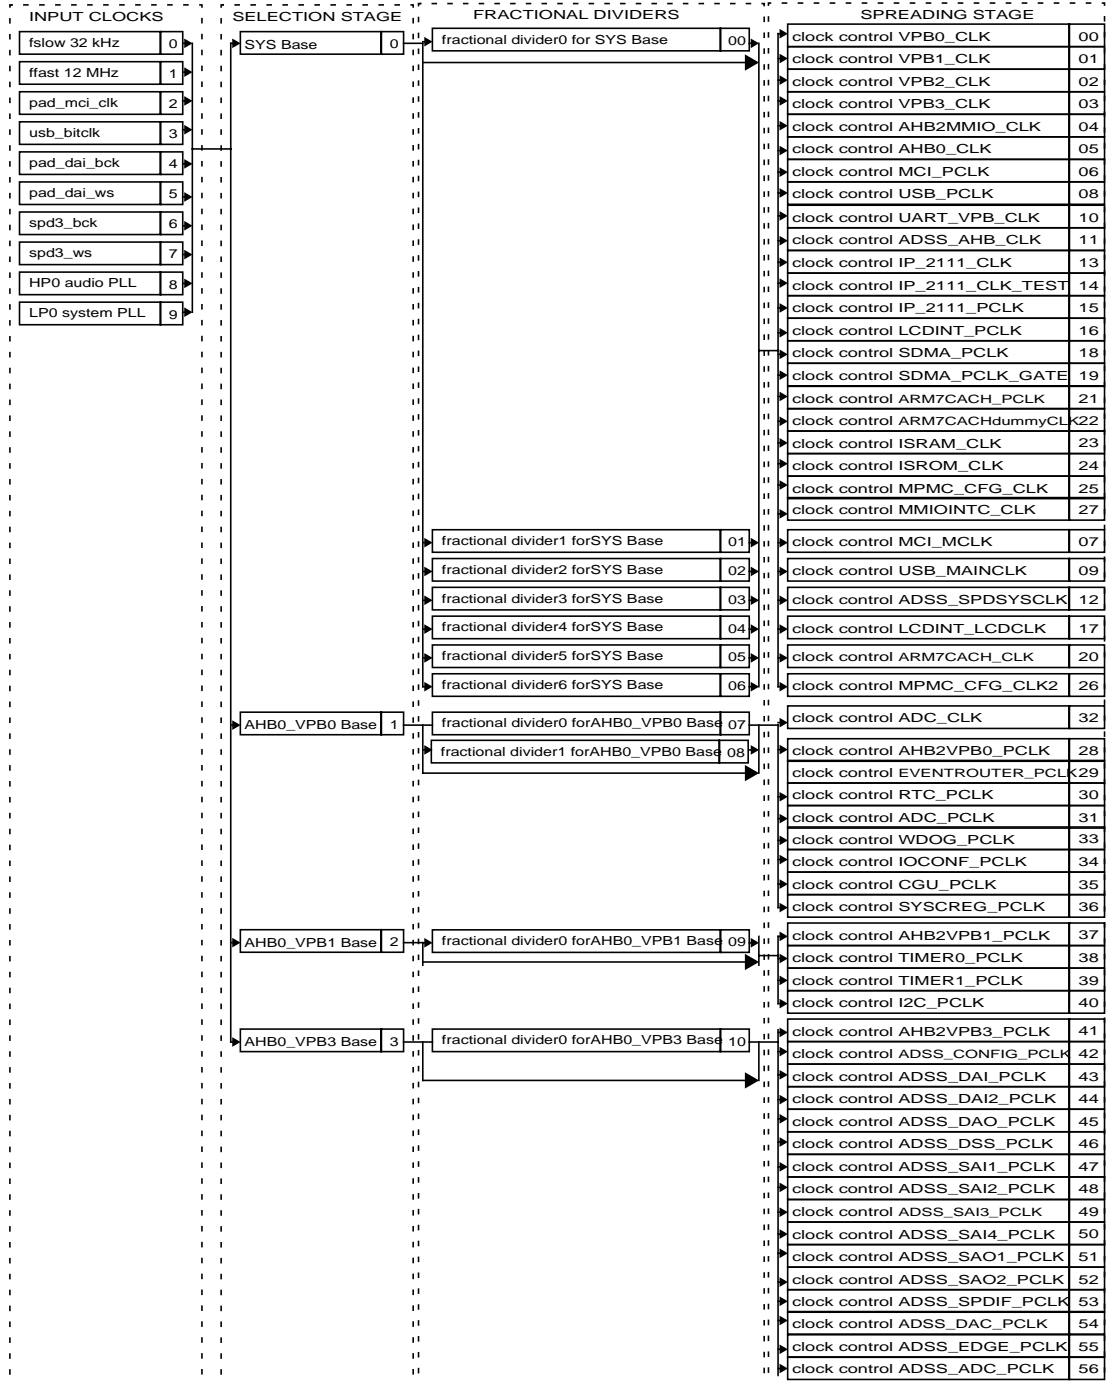 INPUT CLOCKS
fslow 32 kHz 0
ffast 12 MHz 1
pad_mci_clk 2
usb_bitclk 3
pad_dai_bck 4
pad_dai_ws 5
spd3_bck 6
spd3_ws 7
HP0 audio PLL 8
LP0 system PLL 9
SELECTION STAGE
SYS Base 0
AHB0_VPB0 Base 1
AHB0_VPB1 Base 2
AHB0_VPB3 Base 3
FRACTIONAL DIVIDERS
fractional divider0 for SYS Base 00
fractional divider1 forSYS Base 01
fractional divider2 forSYS Base 02
fractional divider3 forSYS Base 03
fractional divider4 forSYS Base 04
fractional divider5 forSYS Base 05
fractional divider6 forSYS Base 06
fractional divider0 forAHB0_VPB0 Base 07
fractional divider1 forAHB0_VPB0 Base 08
fractional divider0 forAHB0_VPB1 Base 09
fractional divider0 forAHB0_VPB3 Base 10
SPREADING STAGE
clock control VPB0_CLK 00
clock control VPB1_CLK 01
clock control VPB2_CLK 02
clock control VPB3_CLK 03
clock control AHB2MMIO_CLK 04
clock control AHB0_CLK 05
clock control MCI_PCLK 06
clock control USB_PCLK 08
clock control UART_VPB_CLK 10
clock control ADSS_AHB_CLK 11
clock control IP_2111_CLK 13
clock control IP_2111_CLK_TEST 14
clock control IP_2111_PCLK 15
clock control LCDINT_PCLK 16
clock control SDMA_PCLK 18
clock control SDMA_PCLK_GATE 19
clock control ARM7CACH_PCLK 21
clock control ARM7CACHdummyCLK 22
clock control ISRAM_CLK 23
clock control ISROM_CLK 24
clock control MPMC_CFG_CLK 25
clock control MMIOINTC_CLK 27
clock control MCI_MCLK 07
clock control USB_MAINCLK 09
clock control ADSS_SPDSYSCLK 12
clock control LCDINT_LCDCLK 17
clock control ARM7CACH_CLK 20
clock control MPMC_CFG_CLK2 26
clock control ADC_CLK 32
clock control AHB2VPB0_PCLK 28
clock control EVENTROUTER_PCLK 29
clock control RTC_PCLK 30
clock control ADC_PCLK 31
clock control WDOG_PCLK 33
clock control IOCONF_PCLK 34
clock control CGU_PCLK 35
clock control SYSCREG_PCLK 36
clock control AHB2VPB1_PCLK 37
clock control TIMER0_PCLK 38
clock control TIMER1_PCLK 39
clock control I2C_PCLK 40
clock control AHB2VPB3_PCLK 41
clock control ADSS_CONFIG_PCLK 42
clock control ADSS_DAI_PCLK 43
clock control ADSS_DAI2_PCLK 44
clock control ADSS_DAO_PCLK 45
clock control ADSS_DSS_PCLK 46
clock control ADSS_SAI1_PCLK 47
clock control ADSS_SAI2_PCLK 48
clock control ADSS_SAI3_PCLK 49
clock control ADSS_SAI4_PCLK 50
clock control ADSS_SAO1_PCLK 51
clock control ADSS_SAO2_PCLK 52
clock control ADSS_SPDIF_PCLK 53
clock control ADSS_DAC_PCLK 54
clock control ADSS_EDGE_PCLK 55
clock control ADSS_ADC_PCLK 56